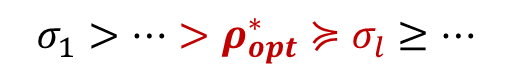 σ₁ > ⋯ > ρ*ₒₚₜ ≽ σₗ ≥ ⋯